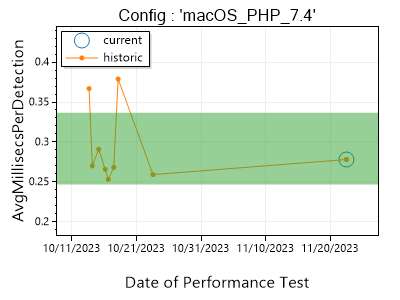 Config : 'macOS_PHP_7.4'
current
historic
AvgMillisecsPerDetection
0.4
0.35
0.3
0.25
0.2
10/11/2023 10/21/2023 10/31/2023 11/10/2023 11/20/2023
Date of Performance Test